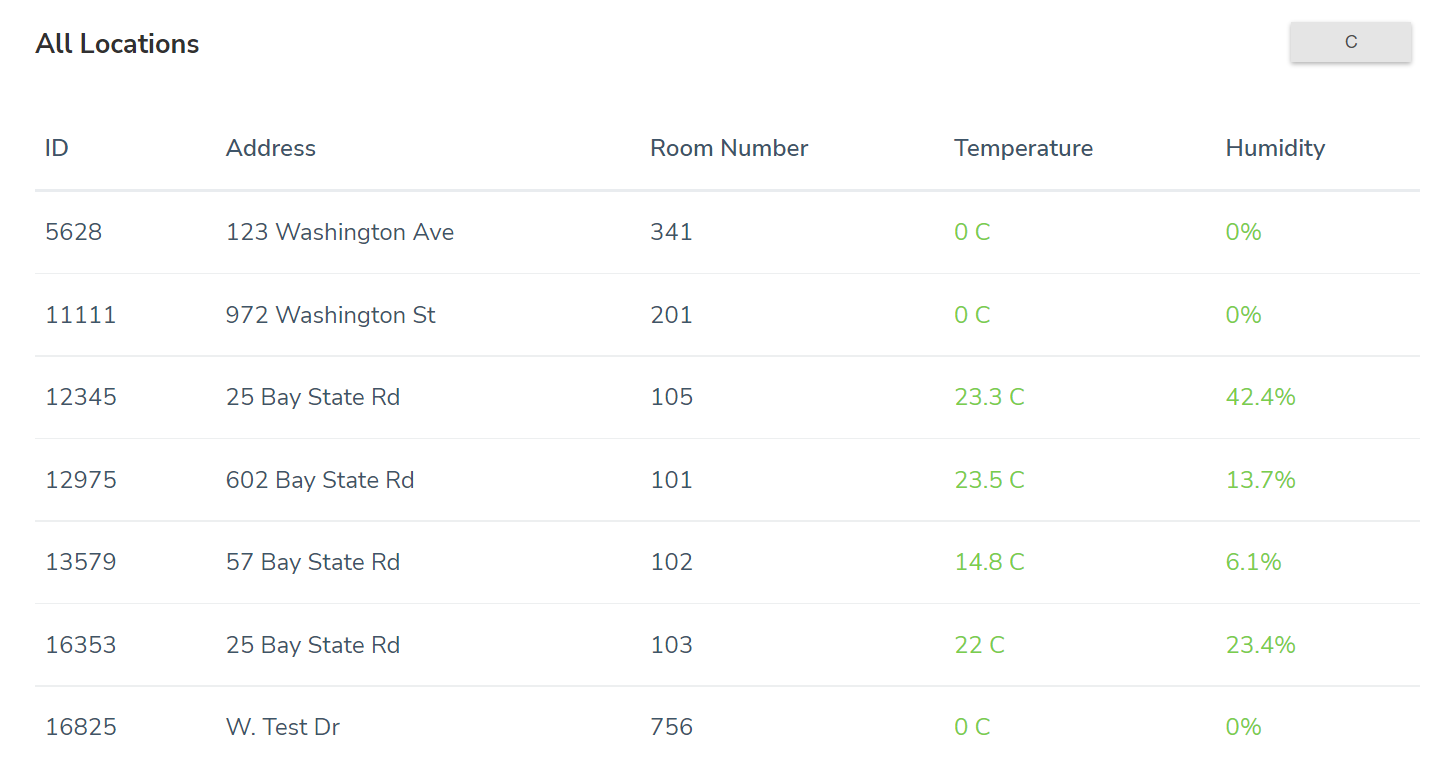 All Locations C
ID Address Room Number Temperature Humidity
5628 123 Washington Ave 341 0 C 0%
11111 972 Washington St 201 0 C 0%
12345 25 Bay State Rd 105 23.3 C 42.4%
12975 602 Bay State Rd 101 23.5 C 13.7%
13579 57 Bay State Rd 102 14.8 C 6.1%
16353 25 Bay State Rd 103 22 C 23.4%
16825 W. Test Dr 756 0 C 0%